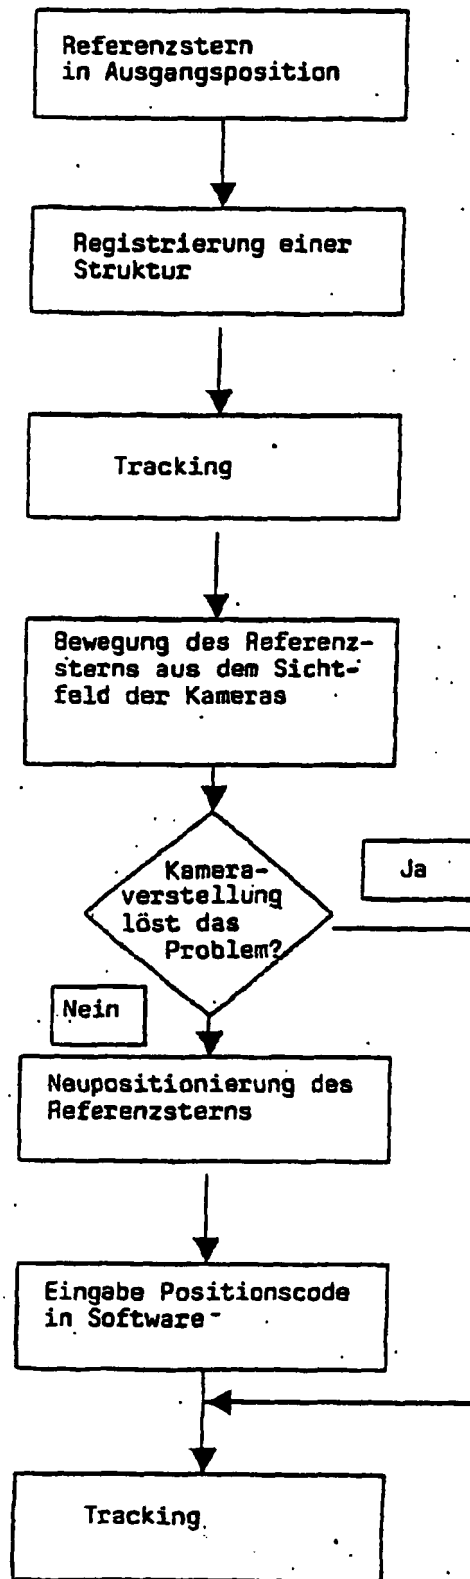 Referenzstern
in Ausgangsposition
Registrierung einer
Struktur
Tracking
Bewegung des Referenz-
sterns aus dem Sicht-
feld der Kameras
Kamera-
verstellung
löst das
Problem?
Ja
Nein
Neupositionierung des
Referenzsterns
Eingabe Positionscode
in Software
Tracking